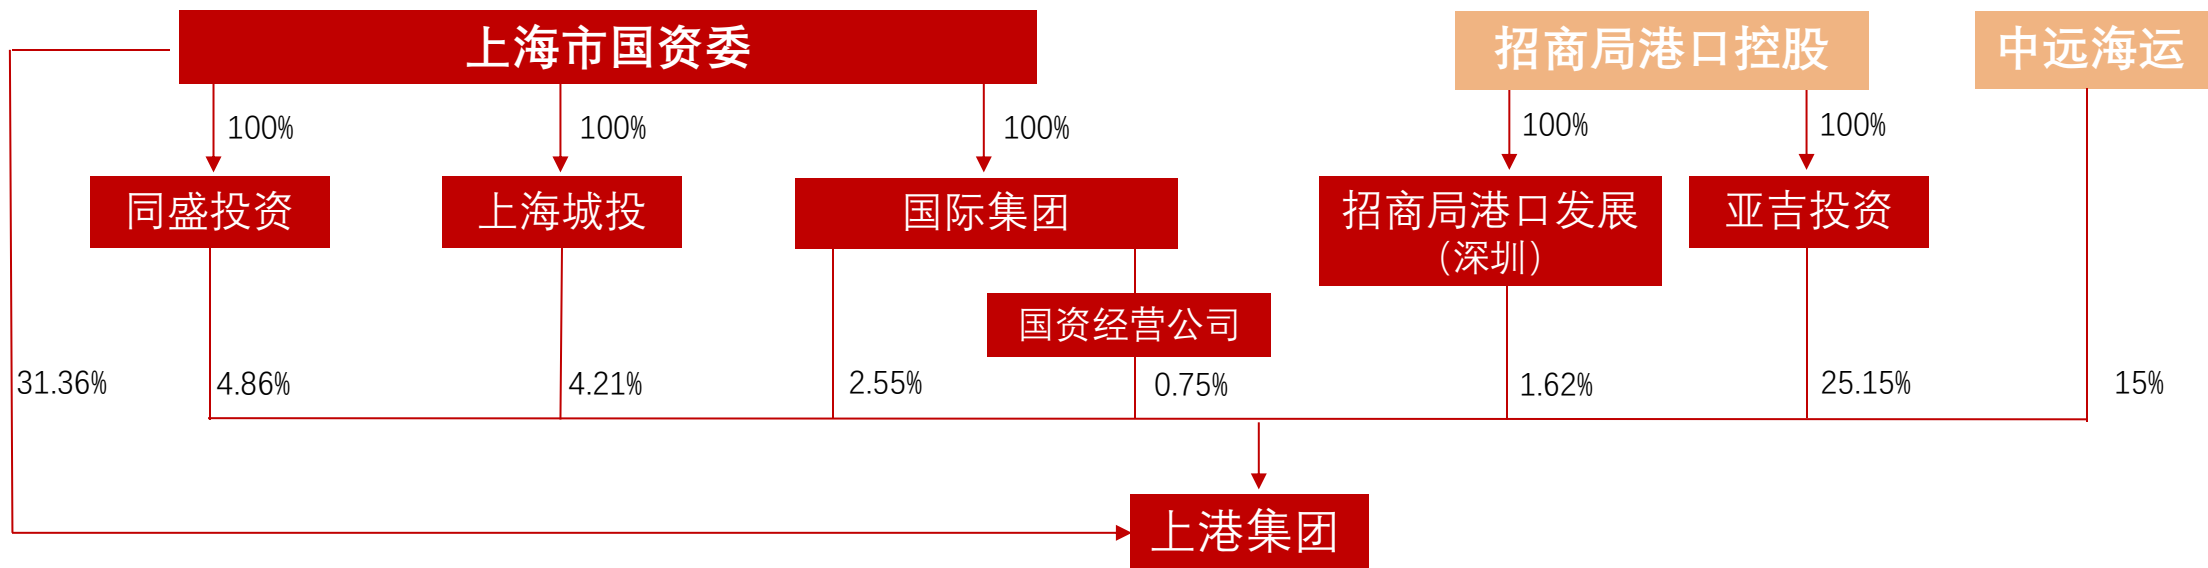 上海市国资委
招商局港口控股
中远海运
100%
100%
100%
100%
100%
同盛投资
上海城投
国际集团
招商局港口发展
（深圳）
亚吉投资
国资经营公司
31.36%
4.86%
4.21%
2.55%
0.75%
1.62%
25.15%
15%
上港集团